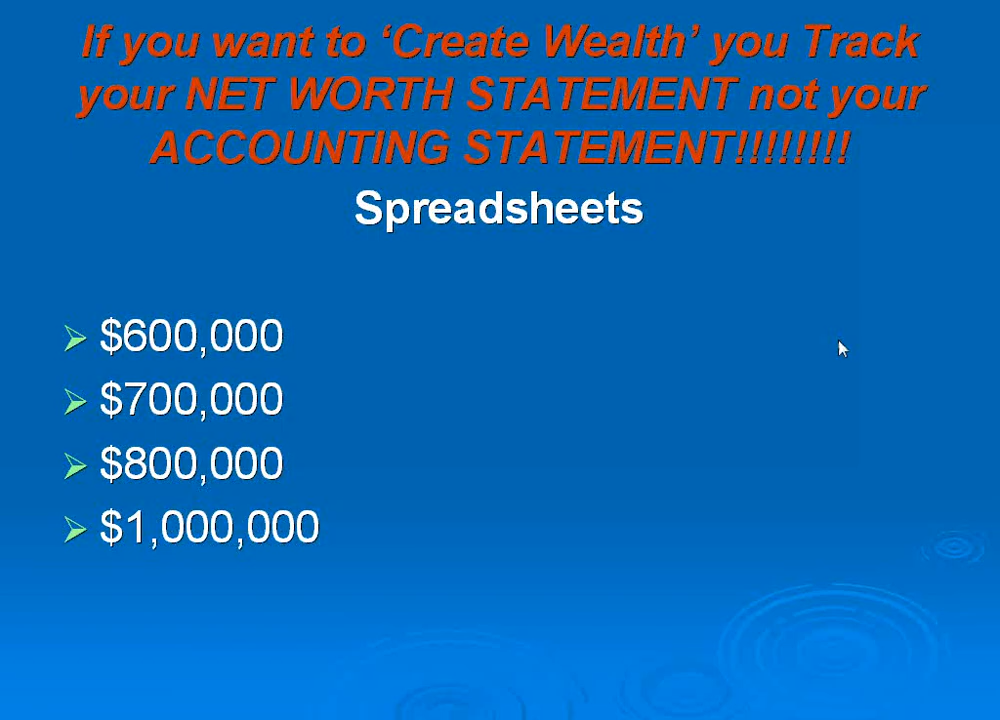 If you want to ‘Create Wealth’ you Track
your NET WORTH STATEMENT not your
ACCOUNTING STATEMENT!!!!!!!!
Spreadsheets
$600,000
$700,000
$800,000
$1,000,000